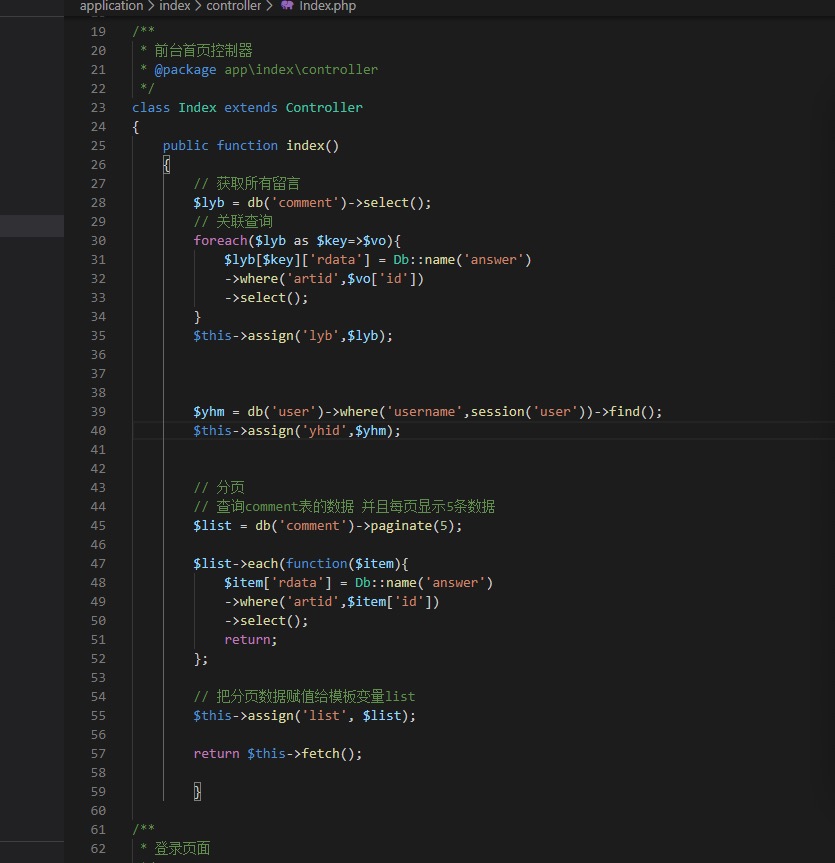 application > index > controller > Index.php
19 /**
20 * 前台首页控制器
21 * @package app\index\controller
22 */
23 class Index extends Controller
24 {
25 public function index()
26 {
27 // 获取所有留言
28 $lyb = db('comment')->select();
29 // 关联查询
30 foreach($lyb as $key=>$vo){
31 $lyb[$key]['rdata'] = Db::name('answer')
32 ->where('artid',$vo['id'])
33 ->select();
34 }
35 $this->assign('lyb',$lyb);
36
37
38
39 $yhm = db('user')->where('username',session('user'))->find();
40 $this->assign('yhid',$yhm);
41
42
43 // 分页
44 // 查询comment表的数据 并且每页显示5条数据
45 $list = db('comment')->paginate(5);
46
47 $list->each(function($item){
48 $item['rdata'] = Db::name('answer')
49 ->where('artid',$item['id'])
50 ->select();
51 return;
52 };
53
54 // 把分页数据赋值给模板变量list
55 $this->assign('list', $list);
56
57 return $this->fetch();
58
59 }
60
61 /**
62 * 登录页面